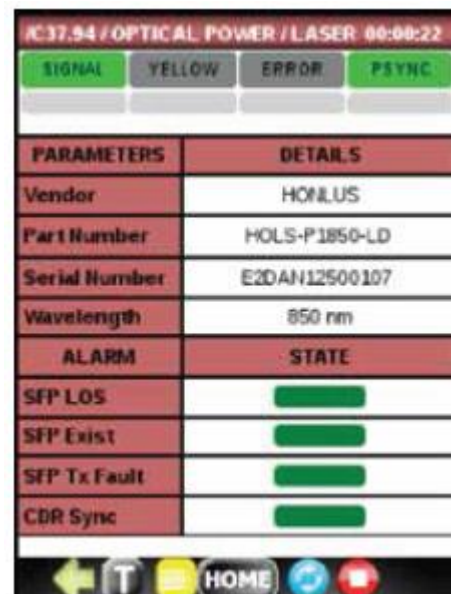 /C37.94 / OPTICAL POWER / LASER 00:00:22
SIGNAL YELLOW ERROR PSYNC
PARAMETERS DETAILS
Vendor HONLUS
Part Number HOLS-P1850-LD
Serial Number E2DAN12500107
Wavelength 850 nm
ALARM STATE
SFP LOS
SFP Exist
SFP Tx Fault
CDR Sync
T HOME